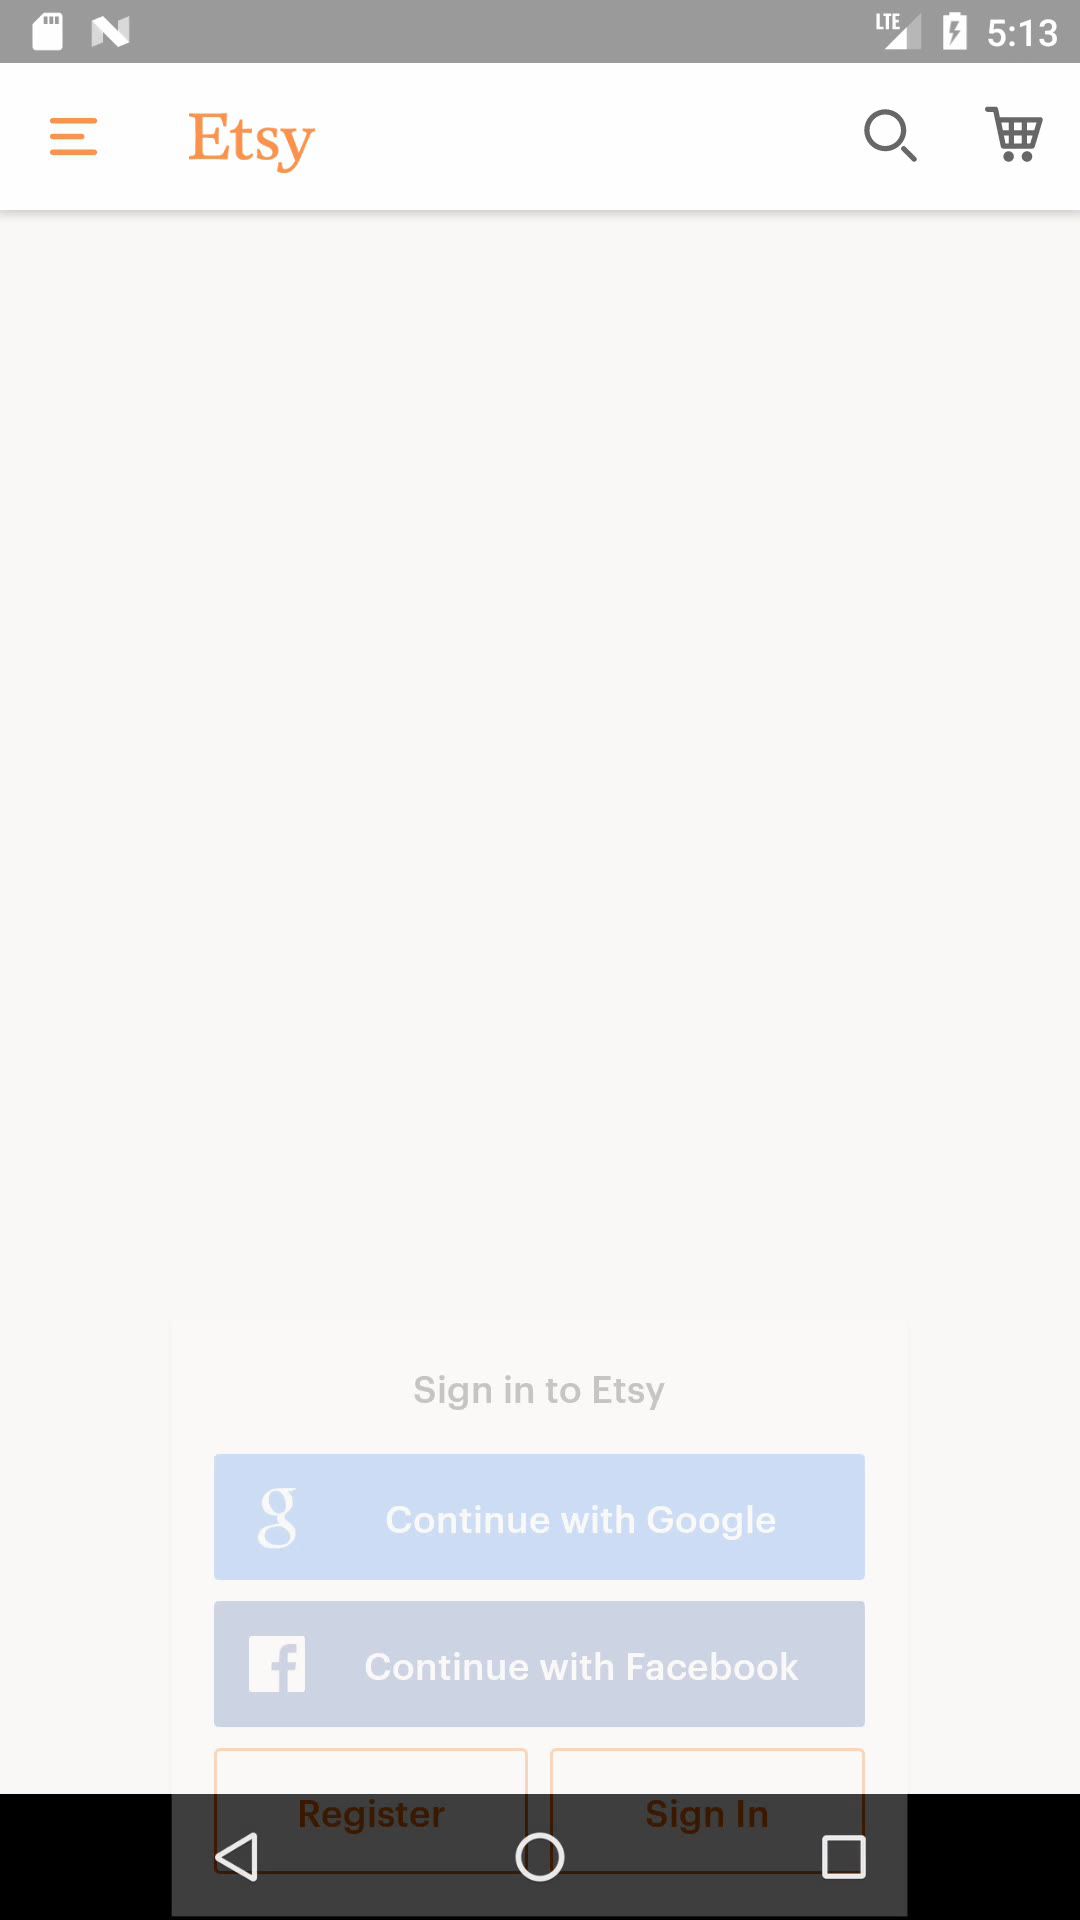 LTE 5:13
Etsy
Sign in to Etsy
g Continue with Google
f Continue with Facebook
Register Sign In